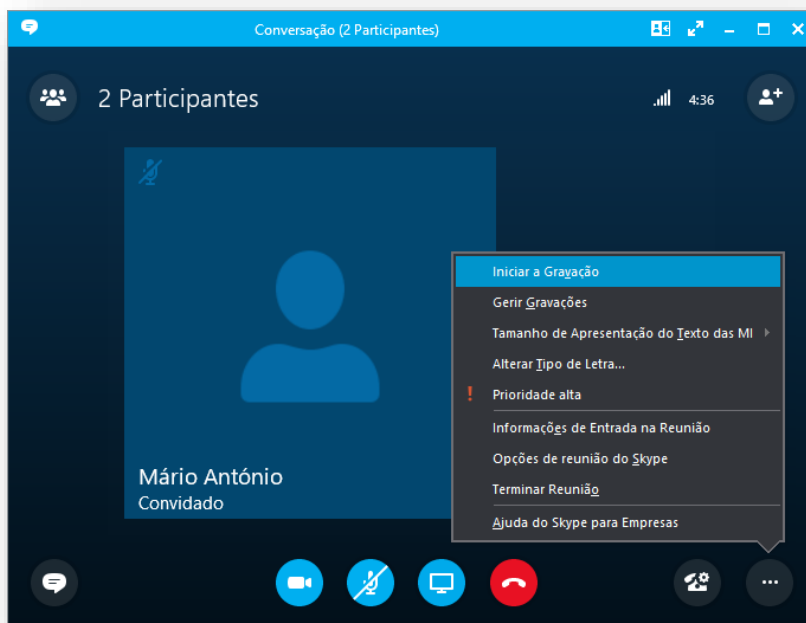 Conversação (2 Participantes)
2 Participantes
4:36
Mário António
Convidado
Iniciar a Gravação
Gerir Gravações
Tamanho de Apresentação do Texto das MI
Alterar Tipo de Letra...
Prioridade alta
Informações de Entrada na Reunião
Opções de reunião do Skype
Terminar Reunião
Ajuda do Skype para Empresas